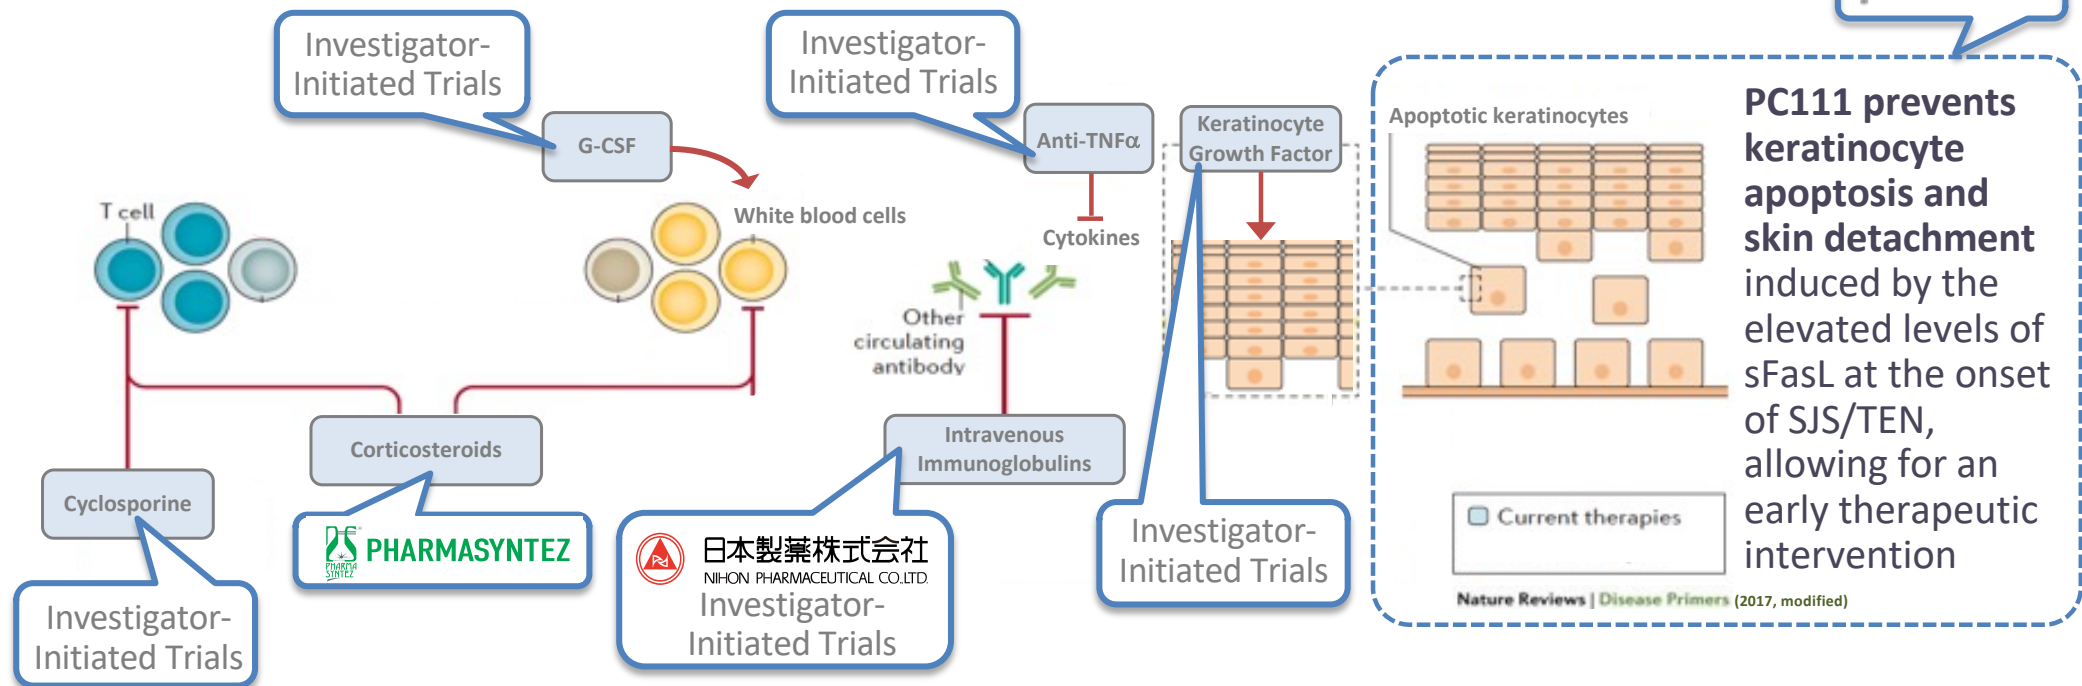 Investigator-
Initiated Trials
Investigator-
Initiated Trials
G-CSF
Anti-TNFα
Keratinocyte
Growth Factor
Apoptotic keratinocytes
T cell
White blood cells
Cytokines
Other
circulating
antibody
Corticosteroids
Intravenous
Immunoglobulins
Cyclosporine
PHARMA
SYNTEZ
PHARMASYNTEZ
日本製薬株式会社
NIHON PHARMACEUTICAL CO.,LTD.
Investigator-
Initiated Trials
Investigator-
Initiated Trials
Investigator-
Initiated Trials
Current therapies
Nature Reviews | Disease Primers (2017, modified)
PC111 prevents
keratinocyte
apoptosis and
skin detachment
induced by the
elevated levels of
sFasL at the onset
of SJS/TEN,
allowing for an
early therapeutic
intervention